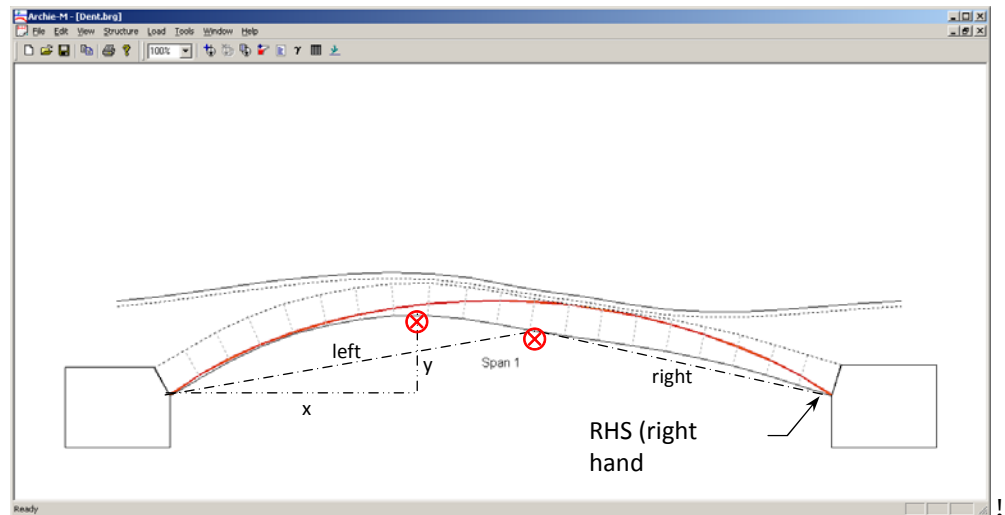 Archie-M - [Dent.brg]
File Edit View Structure Load Tools Window Help
100%
left
y
Span 1
x
right
RHS (right
hand
Ready
!